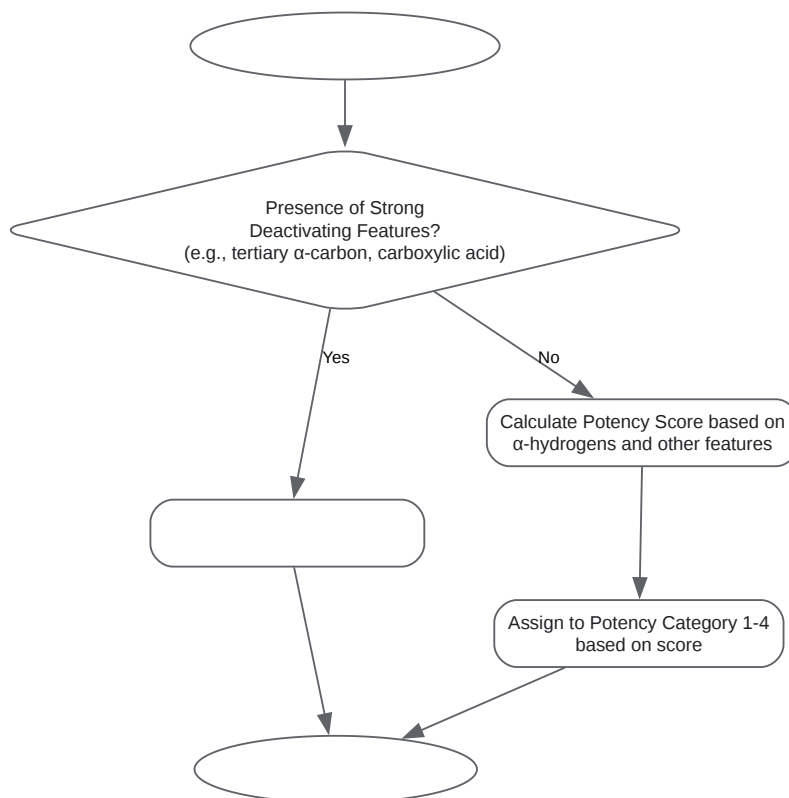 Presence of Strong
Deactivating Features?
(e.g., tertiary α-carbon, carboxylic acid)
Yes
No
Calculate Potency Score based on
α-hydrogens and other features
Assign to Potency Category 1-4
based on score